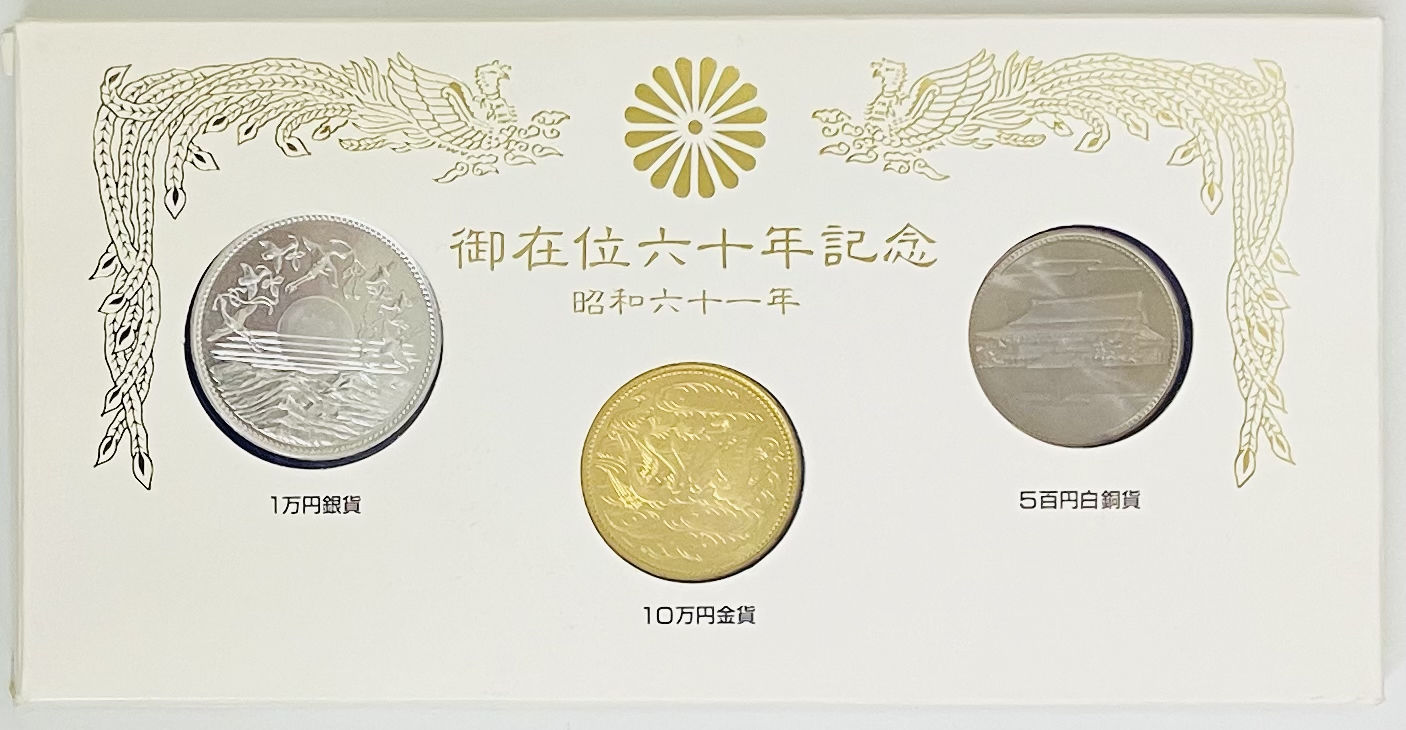 御在位六十年記念
昭和六十一年
1万円銀貨
5百円白銅貨
10万円金貨